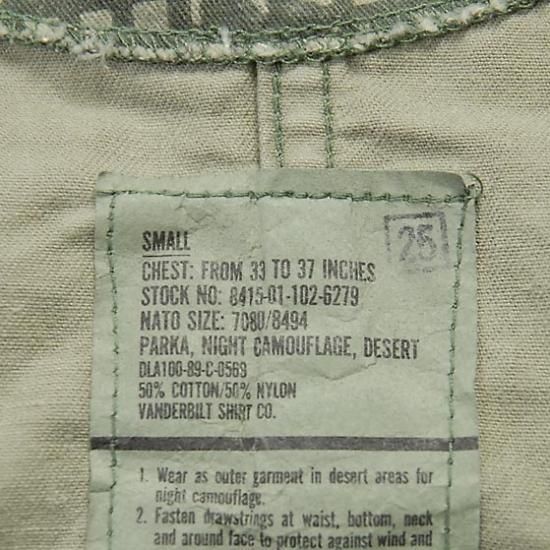 SMALL
25
CHEST: FROM 33 TO 37 INCHES
STOCK NO: 8415-01-102-6279
NATO SIZE: 7080/8494
PARKA, NIGHT CAMOUFLAGE, DESERT
DLA100-89-C-0569
50% COTTON/50% NYLON
VANDERBILT SHIRT CO.
1. Wear as outer garment in desert areas for
night camouflage.
2. Fasten drawstrings at waist, bottom, neck
and around face to protect against wind and